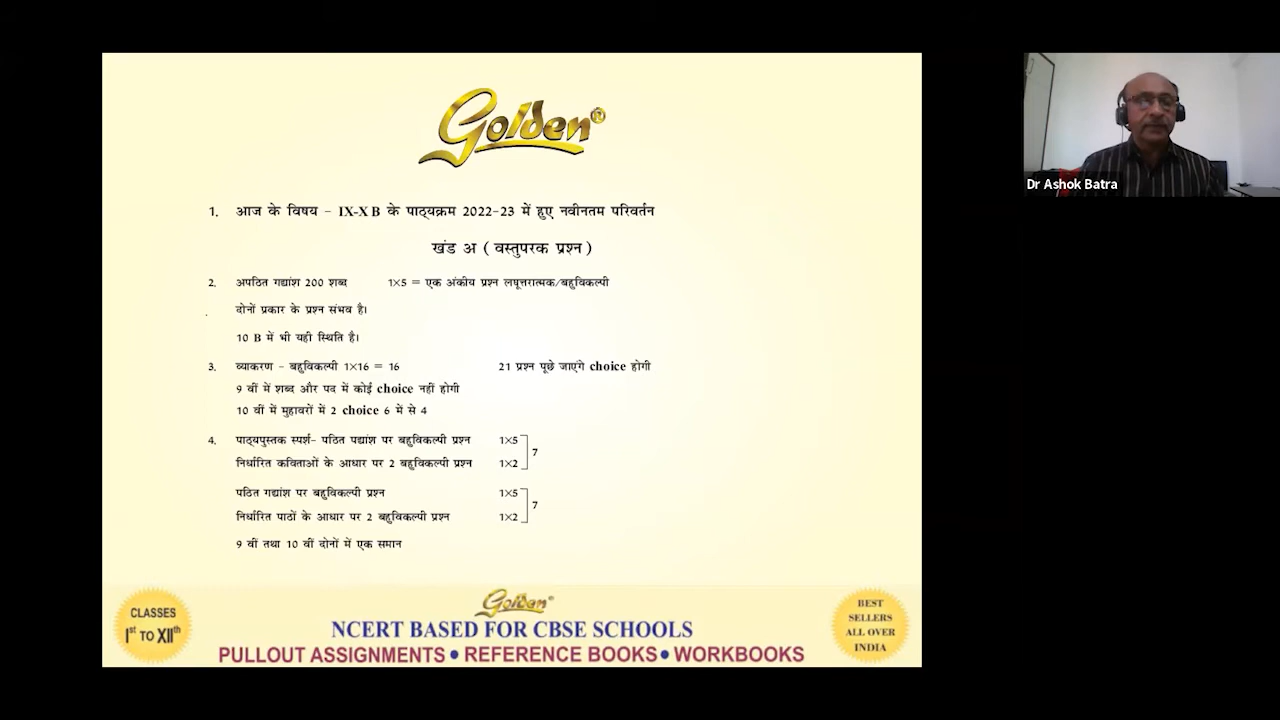 Golden®
1. आज के विषय - IX-X B के पाठ्यक्रम 2022-23 में हुए नवीनतम परिवर्तन
खंड अ ( वस्तुपरक प्रश्न )
2. अपठित गद्यांश 200 शब्द 1×5 = एक अंकीय प्रश्न लघूत्तरात्मक/बहुविकल्पी
दोनों प्रकार के प्रश्न संभव है।
10 B में भी यही स्थिति है।
3. व्याकरण - बहुविकल्पी 1×16 = 16 21 प्रश्न पूछे जाएंगे choice होगी
9 वीं में शब्द और पद में कोई choice नहीं होगी
10 वीं में मुहावरों में 2 choice 6 में से 4
4. पाठ्यपुस्तक स्पर्श- पठित पद्यांश पर बहुविकल्पी प्रश्न 1×5
निर्धारित कविताओं के आधार पर 2 बहुविकल्पी प्रश्न 1×2
7
पठित गद्यांश पर बहुविकल्पी प्रश्न 1×5
निर्धारित पाठों के आधार पर 2 बहुविकल्पी प्रश्न 1×2
7
9 वीं तथा 10 वीं दोनों में एक समान
CLASSES
Ist TO XIIth
Golden®
NCERT BASED FOR CBSE SCHOOLS
PULLOUT ASSIGNMENTS • REFERENCE BOOKS • WORKBOOKS
BEST
SELLERS
ALL OVER
INDIA
Dr Ashok Batra